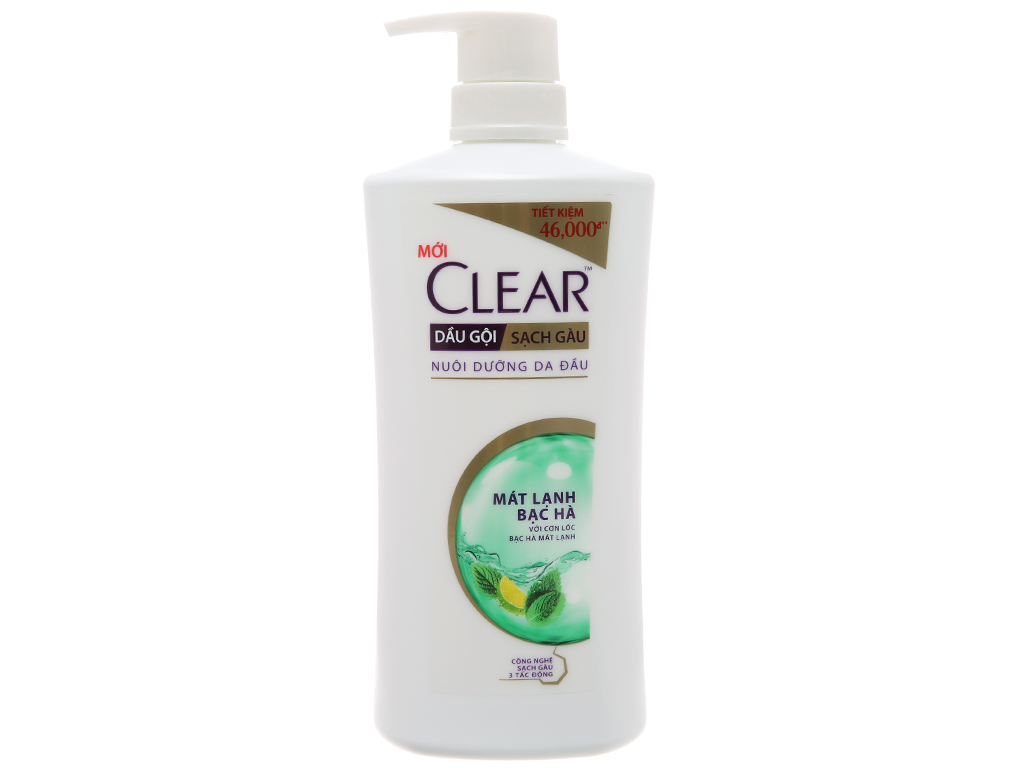 TIẾT KIỆM
46,000đ**
MỚI
CLEAR™
DẦU GỘI SẠCH GÀU
NUÔI DƯỠNG DA ĐẦU
MÁT LẠNH
BẠC HÀ
VỚI CƠN LỐC
BẠC HÀ MÁT LẠNH
CÔNG NGHỆ
SẠCH GÀU
3 TÁC ĐỘNG